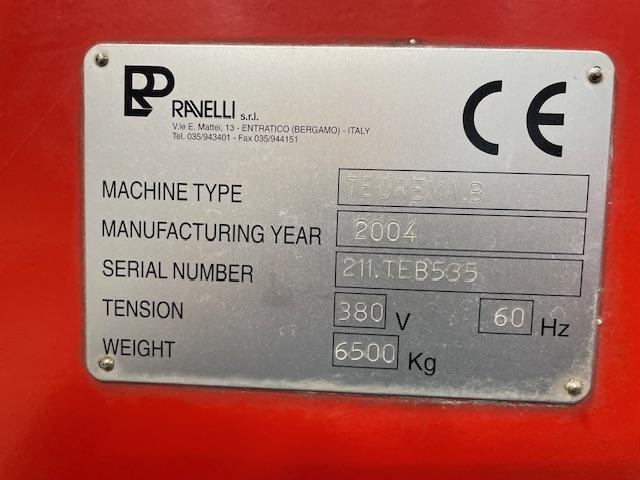 RAVELLI s.r.l.
V.le E. Mattei, 13 - ENTRATICO (BERGAMO) - ITALY
Tel. 035/943401 - Fax 035/944151
CE
MACHINE TYPE TEOREMA.B
MANUFACTURING YEAR 2004
SERIAL NUMBER 211.TEB535
TENSION 380 V 60 Hz
WEIGHT 6500 Kg